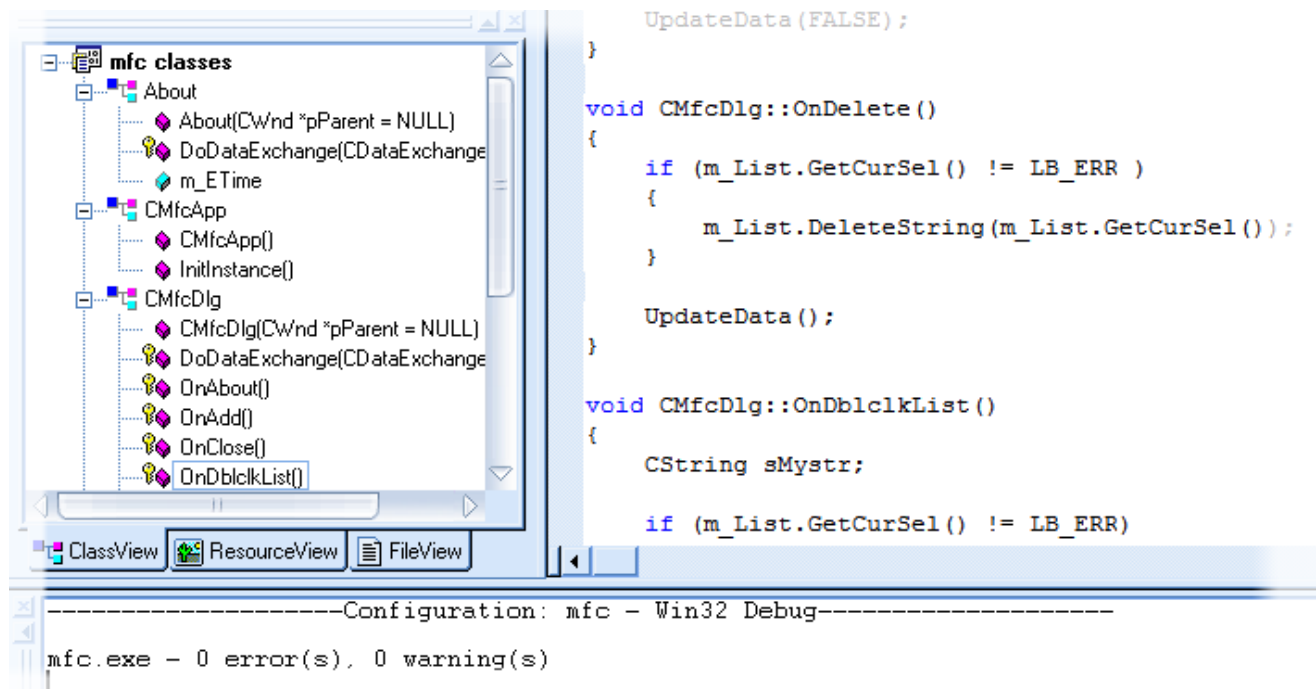 mfc classes
About
About(CWnd *pParent = NULL)
DoDataExchange(CDataExchange
m_ETime
CMfcApp
CMfcApp()
InitInstance()
CMfcDlg
CMfcDlg(CWnd *pParent = NULL)
DoDataExchange(CDataExchange
OnAbout()
OnAdd()
OnClose()
OnDblclkList()
ClassView ResourceView FileView
UpdateData(FALSE);
}
void CMfcDlg::OnDelete()
{
if (m_List.GetCurSel() != LB_ERR )
{
m_List.DeleteString(m_List.GetCurSel());
}
UpdateData();
}
void CMfcDlg::OnDblclkList()
{
CString sMystr;
if (m_List.GetCurSel() != LB_ERR)
--------------------Configuration: mfc - Win32 Debug--------------------
mfc.exe - 0 error(s), 0 warning(s)